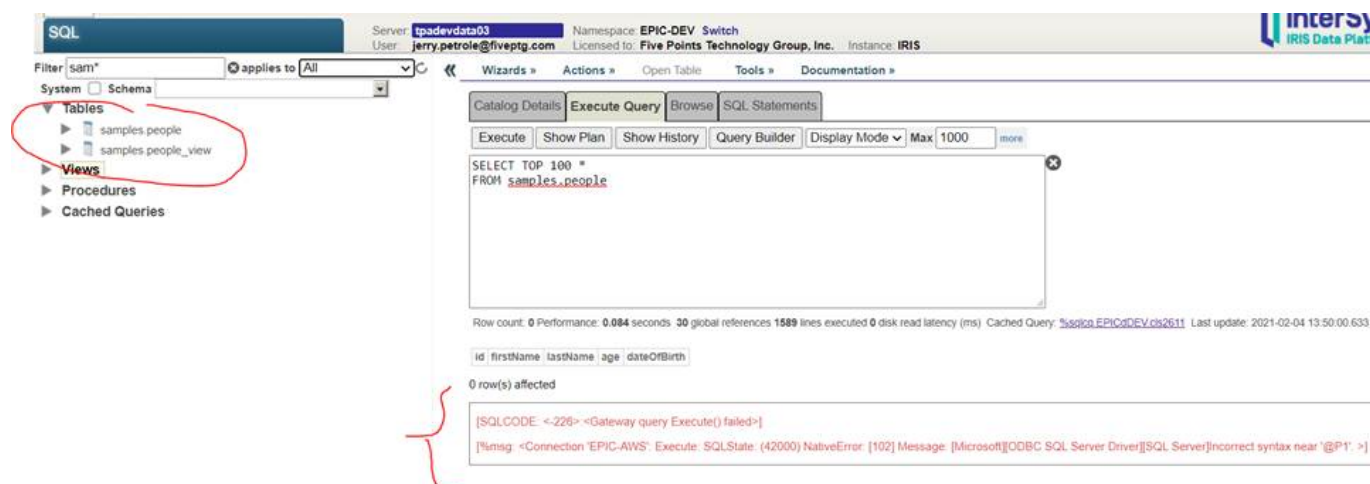 SQL
Server: tpadevdata03 Namespace: EPIC-DEV Switch
User: jerry.petrole@fiveptg.com Licensed to: Five Points Technology Group, Inc. Instance: IRIS
InterSy
IRIS Data Plat
Filter sam* applies to All
System Schema
Tables
samples.people
samples.people_view
Views
Procedures
Cached Queries
Wizards » Actions » Open Table Tools » Documentation »
Catalog Details Execute Query Browse SQL Statements
Execute Show Plan Show History Query Builder Display Mode Max 1000 more
SELECT TOP 100 *
FROM samples.people
Row count: 0 Performance: 0.084 seconds 30 global references 1589 lines executed 0 disk read latency (ms) Cached Query: %sqlcq.EPICdDEV.cls2611 Last update: 2021-02-04 13:50:00.633
id firstName lastName age dateOfBirth
0 row(s) affected
[SQLCODE: <-226>:<Gateway query Execute() failed>]
[%msg: <Connection 'EPIC-AWS': Execute: SQLState: (42000) NativeError: [102] Message: [Microsoft][ODBC SQL Server Driver][SQL Server]Incorrect syntax near '@P1'. >]